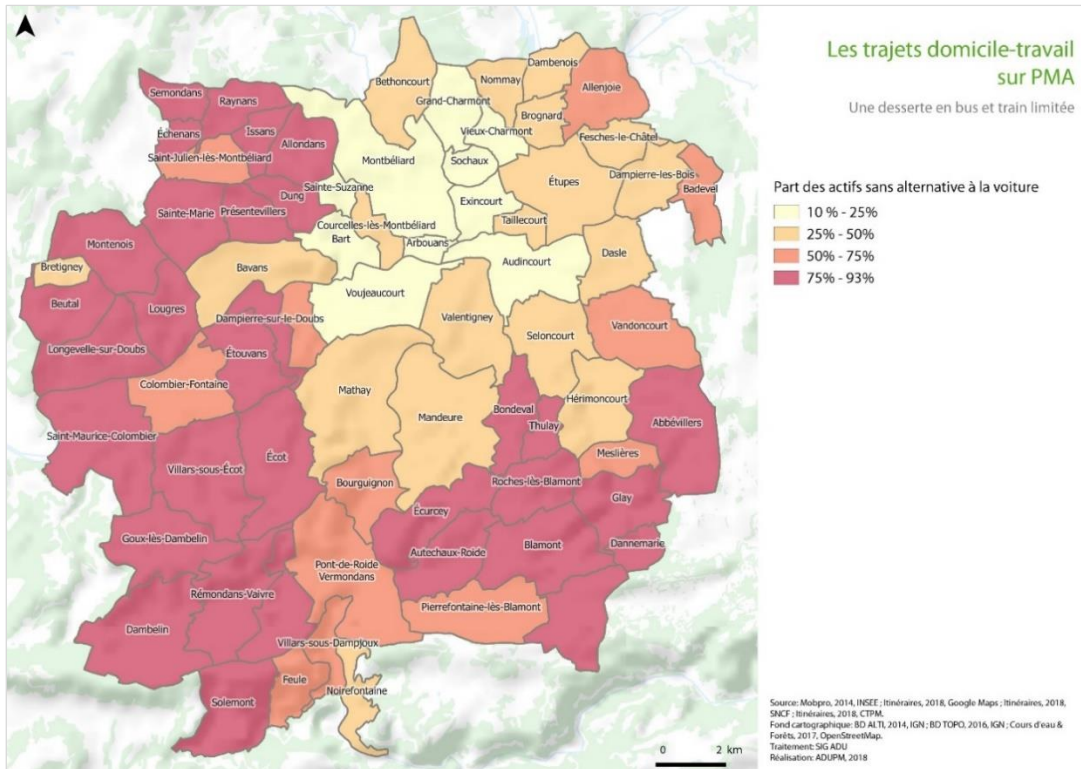 Les trajets domicile-travail
sur PMA
Une desserte en bus et train limitée
Part des actifs sans alternative à la voiture
10 % - 25%
25% - 50%
50% - 75%
75% - 93%
Semondans
Raynans
Échenans
Issans
Allondans
Saint-Julien-lès-Montbéliard
Bethoncourt
Grand-Charmont
Nommay
Dambenois
Allenjoie
Vieux-Charmont
Brognard
Fesches-le-Châtel
Montbéliard
Sochaux
Étupes
Dampierre-les-Bois
Badevel
Sainte-Suzanne
Dung
Exincourt
Sainte-Marie
Présentevillers
Courcelles-lès-Montbéliard
Taillecourt
Bart
Arbouans
Montenois
Bretigney
Bavans
Audincourt
Dasle
Beutal
Lougres
Voujeaucourt
Dampierre-sur-le-Doubs
Valentigney
Vandoncourt
Longevelle-sur-Doubs
Étouvans
Seloncourt
Colombier-Fontaine
Mathay
Mandeure
Hérimoncourt
Bondeval
Thulay
Abbévillers
Saint-Maurice-Colombier
Écot
Meslières
Villars-sous-Écot
Bourguignon
Roches-lès-Blamont
Glay
Écurcey
Goux-lès-Dambelin
Autechaux-Roide
Blamont
Dannemarie
Pont-de-Roide
Vermondans
Rémondans-Vaivre
Pierrefontaine-lès-Blamont
Dambelin
Villars-sous-Dampjoux
Feule
Noirefontaine
Solemont
0 2 km
Source: Mobpro, 2014, INSEE ; Itinéraires, 2018, Google Maps ; Itinéraires, 2018,
SNCF ; Itinéraires, 2018, CTPM.
Fond cartographique: BD ALTI, 2014, IGN ; BD TOPO, 2016, IGN ; Cours d'eau &
Forêts, 2017, OpenStreetMap.
Traitement: SIG ADU
Réalisation: ADUPM, 2018